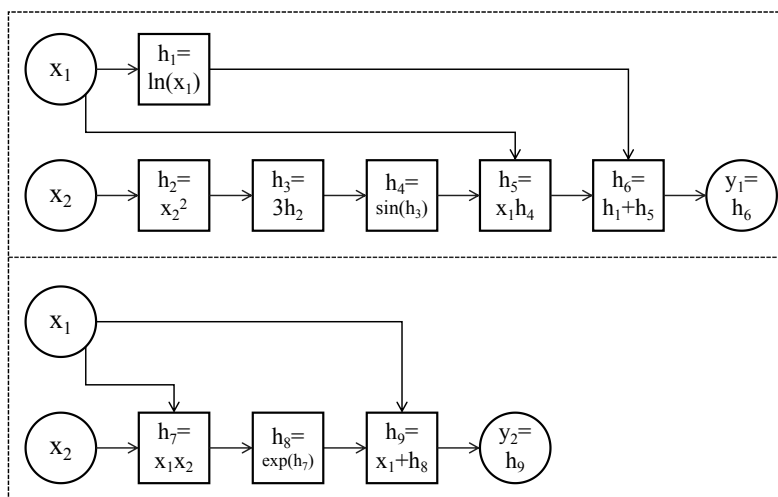 x₁
h₁=
ln(x₁)
x₂
h₂=
x₂²
h₃=
3h₂
h₄=
sin(h₃)
h₅=
x₁h₄
h₆=
h₁+h₅
y₁=
h₆
x₁
x₂
h₇=
x₁x₂
h₈=
exp(h₇)
h₉=
x₁+h₈
y₂=
h₉